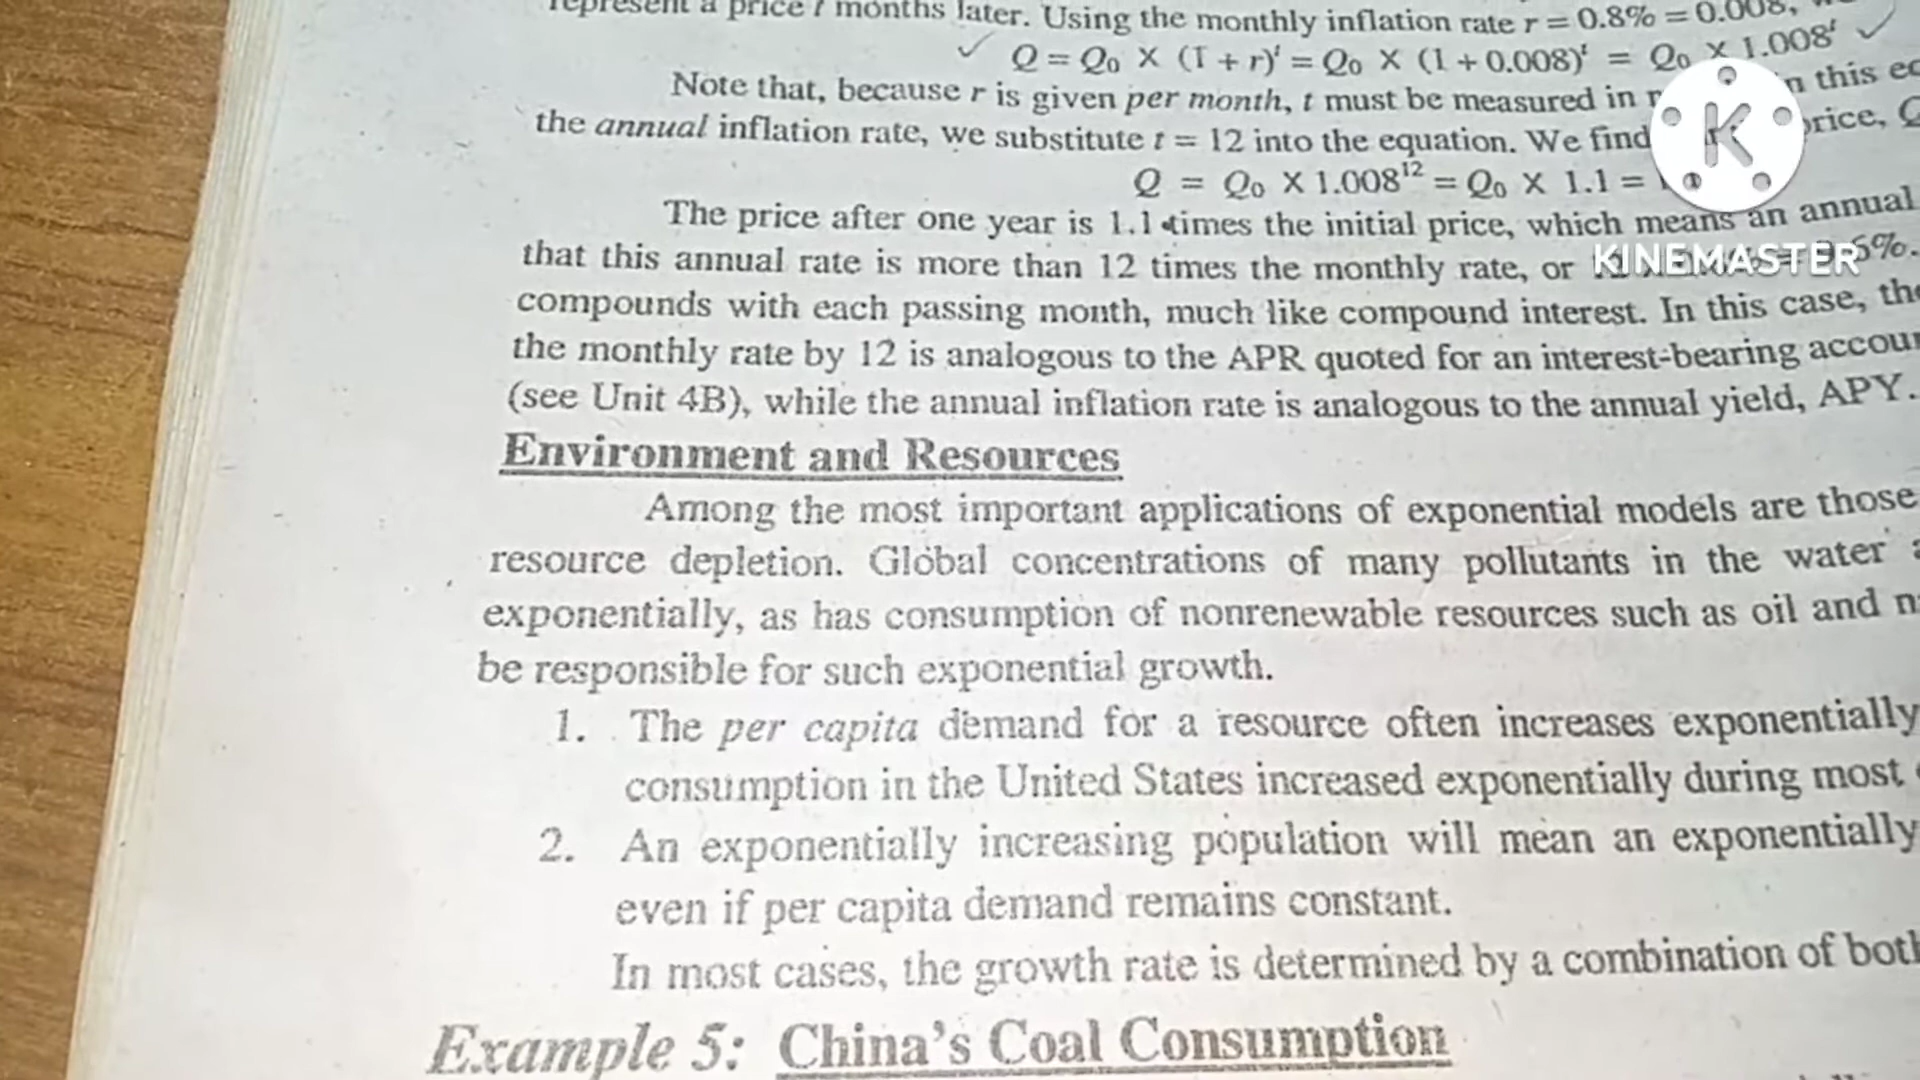 represent a price t months later. Using the monthly inflation rate r = 0.8% = 0.008,
Q = Q₀ X (1 + r)ᵗ = Q₀ X (1 + 0.008)ᵗ = Q₀ X 1.008ᵗ
Note that, because r is given per month, t must be measured in n this
the annual inflation rate, we substitute t = 12 into the equation. We find price, Q
Q = Q₀ X 1.008¹² = Q₀ X 1.1 =
The price after one year is 1.1 times the initial price, which means an annual
that this annual rate is more than 12 times the monthly rate, or
KINEMASTER
compounds with each passing month, much like compound interest. In this case, the
the monthly rate by 12 is analogous to the APR quoted for an interest-bearing accou
(see Unit 4B), while the annual inflation rate is analogous to the annual yield, APY.
Environment and Resources
Among the most important applications of exponential models are those
resource depletion. Global concentrations of many pollutants in the water
exponentially, as has consumption of nonrenewable resources such as oil and
be responsible for such exponential growth.
1. The per capita demand for a resource often increases exponentially
consumption in the United States increased exponentially during most
2. An exponentially increasing population will mean an exponentially
even if per capita demand remains constant.
In most cases, the growth rate is determined by a combination of both
Example 5: China's Coal Consumption